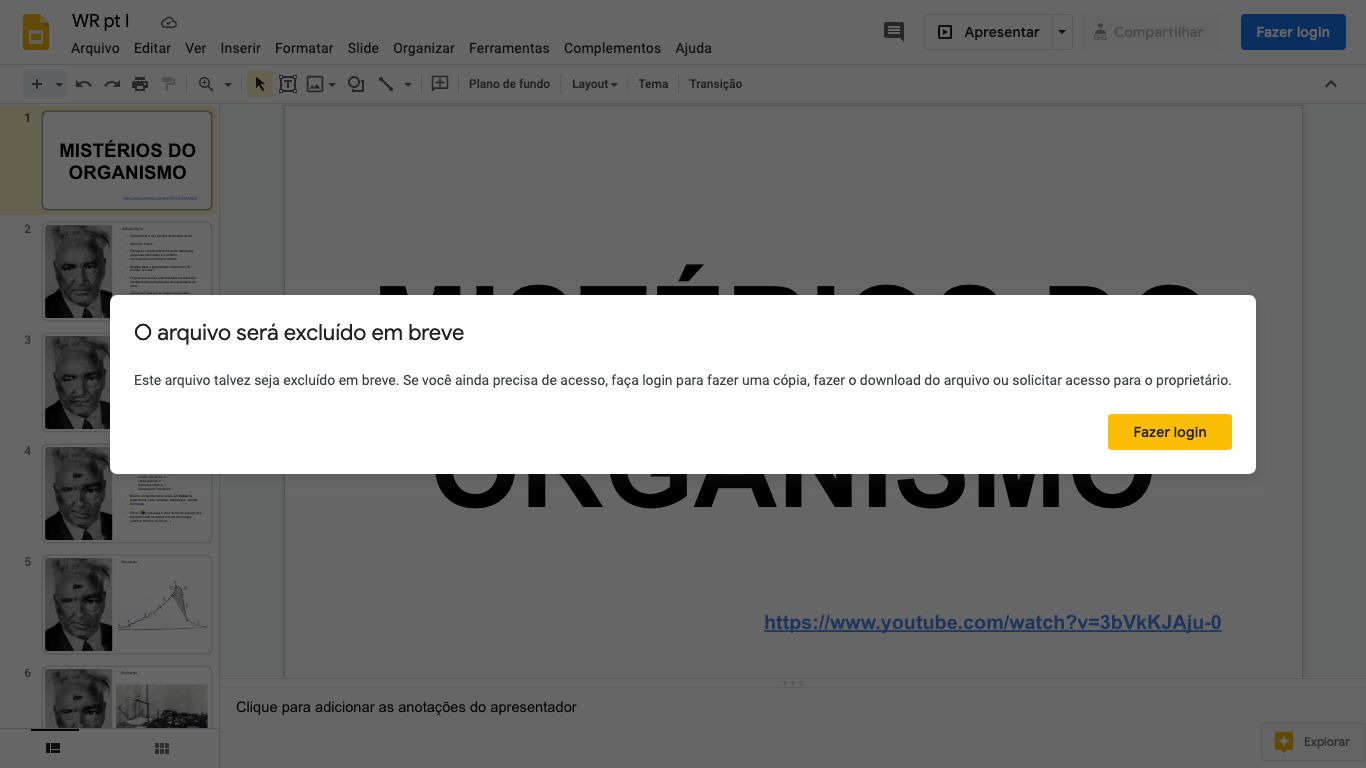 WR pt I
Arquivo Editar Ver Inserir Formatar Slide Organizar Ferramentas Complementos Ajuda
Apresentar
Compartilhar
Fazer login
Plano de fundo Layout Tema Transição
1
MISTÉRIOS DO
ORGANISMO
2
3
4
5
6
MISTÉRIOS DO
O arquivo será excluído em breve
Este arquivo talvez seja excluído em breve. Se você ainda precisa de acesso, faça login para fazer uma cópia, fazer o download do arquivo ou solicitar acesso para o proprietário.
Fazer login
ORGANISMO
https://www.youtube.com/watch?v=3bVkKJAju-0
Clique para adicionar as anotações do apresentador
Explorar